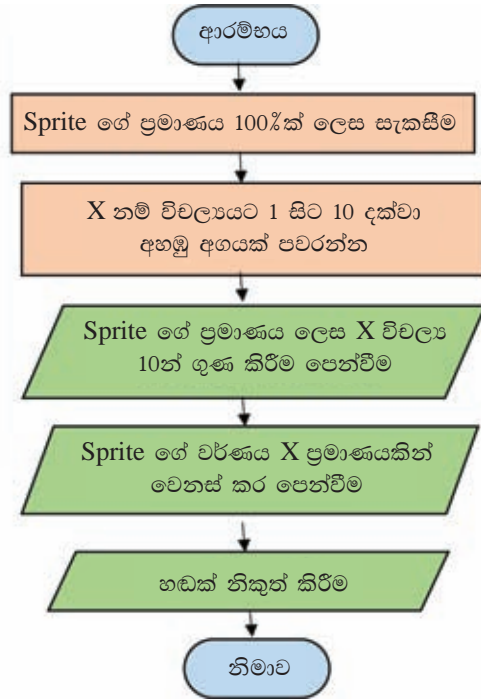 ආරම්භය
Sprite ගේ ප්‍රමාණය 100%ක් ලෙස සැකසීම
X නම් විචල්‍යයට 1 සිට 10 දක්වා
අහඹු අගයක් පවරන්න
Sprite ගේ ප්‍රමාණය ලෙස X විචල්‍ය
10න් ගුණ කිරීම පෙන්වීම
Sprite ගේ වර්ණය X ප්‍රමාණයකින්
වෙනස් කර පෙන්වීම
හඬක් නිකුත් කිරීම
නිමාව